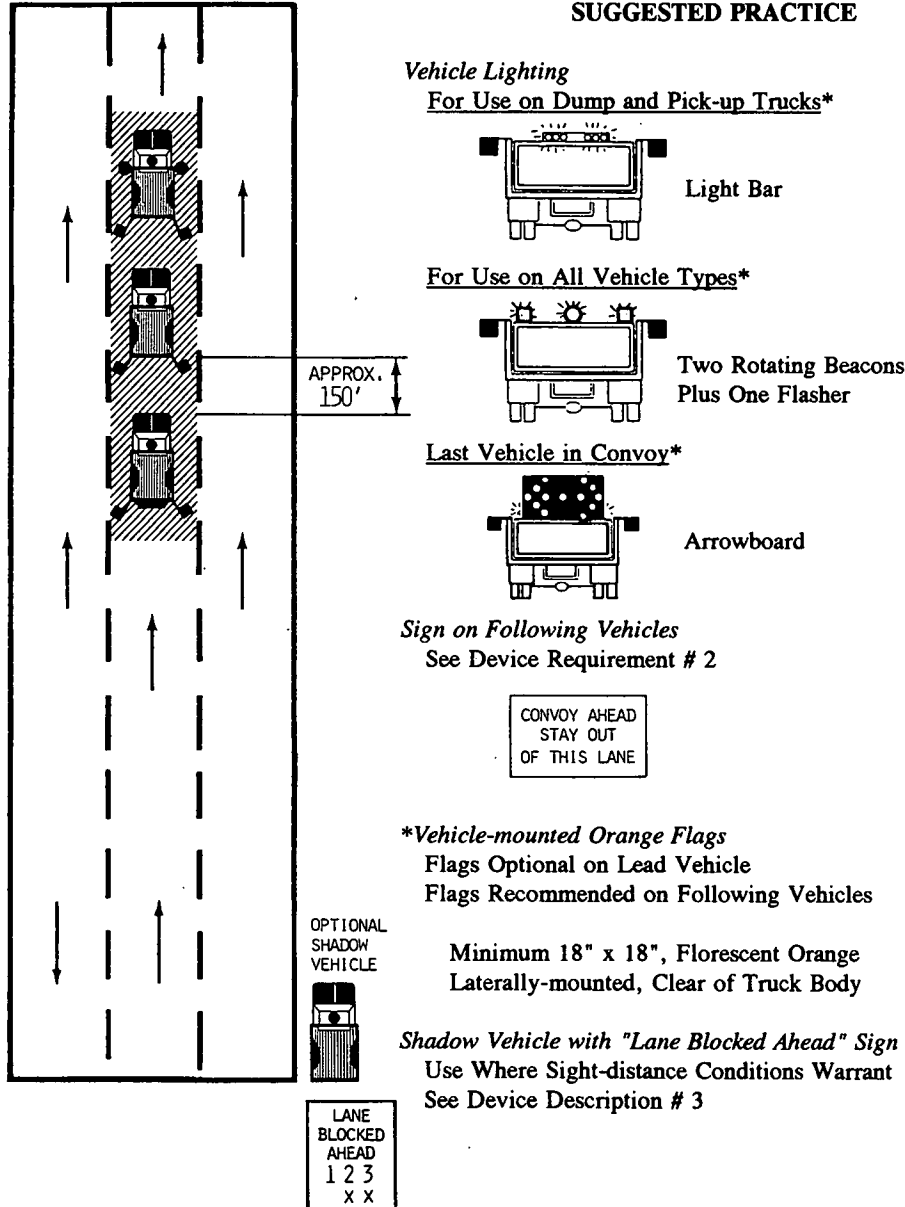 SUGGESTED PRACTICE
Vehicle Lighting
For Use on Dump and Pick-up Trucks*
Light Bar
For Use on All Vehicle Types*
Two Rotating Beacons
Plus One Flasher
APPROX.
150'
Last Vehicle in Convoy*
Arrowboard
Sign on Following Vehicles
See Device Requirement # 2
CONVOY AHEAD
STAY OUT
OF THIS LANE
*Vehicle-mounted Orange Flags
Flags Optional on Lead Vehicle
Flags Recommended on Following Vehicles
Minimum 18" x 18", Florescent Orange
Laterally-mounted, Clear of Truck Body
OPTIONAL
SHADOW
VEHICLE
Shadow Vehicle with "Lane Blocked Ahead" Sign
Use Where Sight-distance Conditions Warrant
See Device Description # 3
LANE
BLOCKED
AHEAD
1 2 3
X X